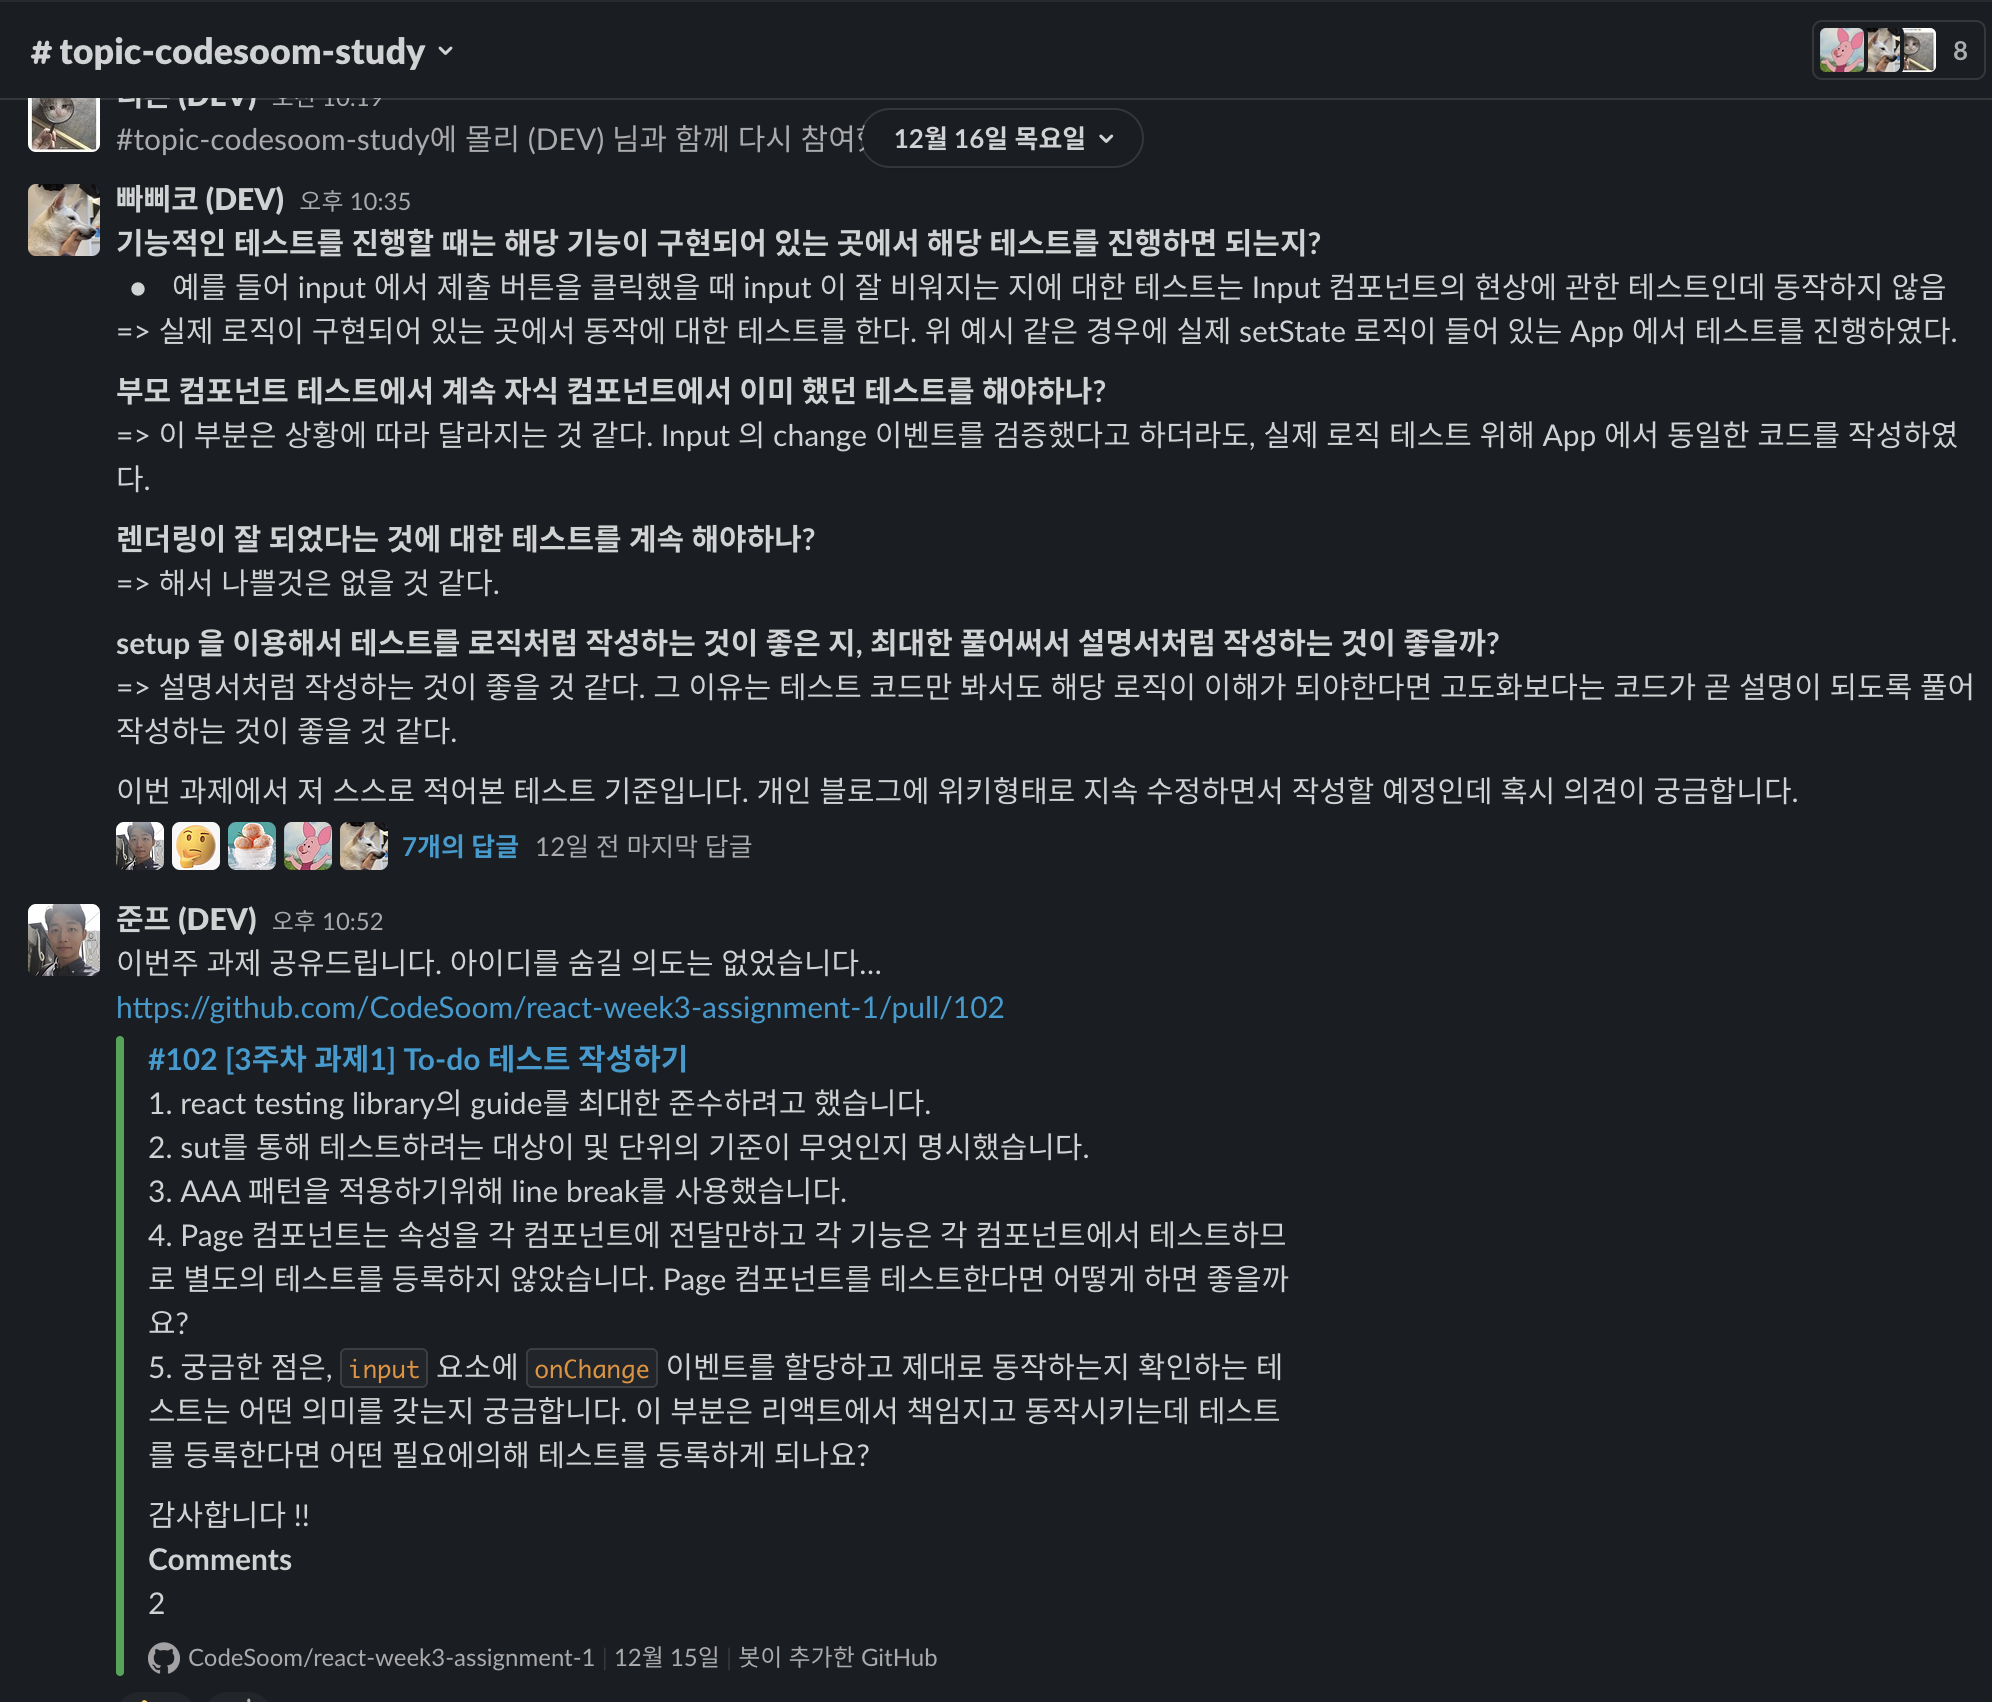 # topic-codesoom-study
8
#topic-codesoom-study에 몰리 (DEV) 님과 함께 다시
12월 16일 목요일
빠삐코 (DEV) 오후 10:35
기능적인 테스트를 진행할 때는 해당 기능이 구현되어 있는 곳에서 해당 테스트를 진행하면 되는지?
● 예를 들어 input 에서 제출 버튼을 클릭했을 때 input 이 잘 비워지는 지에 대한 테스트는 Input 컴포넌트의 현상에 관한 테스트인데 동작하지 않음
=> 실제 로직이 구현되어 있는 곳에서 동작에 대한 테스트를 한다. 위 예시 같은 경우에 실제 setState 로직이 들어 있는 App 에서 테스트를 진행하였다.
부모 컴포넌트 테스트에서 계속 자식 컴포넌트에서 이미 했던 테스트를 해야하나?
=> 이 부분은 상황에 따라 달라지는 것 같다. Input 의 change 이벤트를 검증했다고 하더라도, 실제 로직 테스트 위해 App 에서 동일한 코드를 작성하였
다.
렌더링이 잘 되었다는 것에 대한 테스트를 계속 해야하나?
=> 해서 나쁠것은 없을 것 같다.
setup 을 이용해서 테스트를 로직처럼 작성하는 것이 좋은 지, 최대한 풀어써서 설명서처럼 작성하는 것이 좋을까?
=> 설명서처럼 작성하는 것이 좋을 것 같다. 그 이유는 테스트 코드만 봐서도 해당 로직이 이해가 되야한다면 고도화보다는 코드가 곧 설명이 되도록 풀어
작성하는 것이 좋을 것 같다.
이번 과제에서 저 스스로 적어본 테스트 기준입니다. 개인 블로그에 위키형태로 지속 수정하면서 작성할 예정인데 혹시 의견이 궁금합니다.
7개의 답글 12일 전 마지막 답글
준프 (DEV) 오후 10:52
이번주 과제 공유드립니다. 아이디를 숨길 의도는 없었습니다...
https://github.com/CodeSoom/react-week3-assignment-1/pull/102
#102 [3주차 과제1] To-do 테스트 작성하기
1. react testing library의 guide를 최대한 준수하려고 했습니다.
2. sut를 통해 테스트하려는 대상이 및 단위의 기준이 무엇인지 명시했습니다.
3. AAA 패턴을 적용하기위해 line break를 사용했습니다.
4. Page 컴포넌트는 속성을 각 컴포넌트에 전달만하고 각 기능은 각 컴포넌트에서 테스트하므
로 별도의 테스트를 등록하지 않았습니다. Page 컴포넌트를 테스트한다면 어떻게 하면 좋을까
요?
5. 궁금한 점은, input 요소에 onChange 이벤트를 할당하고 제대로 동작하는지 확인하는 테
스트는 어떤 의미를 갖는지 궁금합니다. 이 부분은 리액트에서 책임지고 동작시키는데 테스트
를 등록한다면 어떤 필요에의해 테스트를 등록하게 되나요?
감사합니다 !!
Comments
2
CodeSoom/react-week3-assignment-1 | 12월 15일 | 봇이 추가한 GitHub